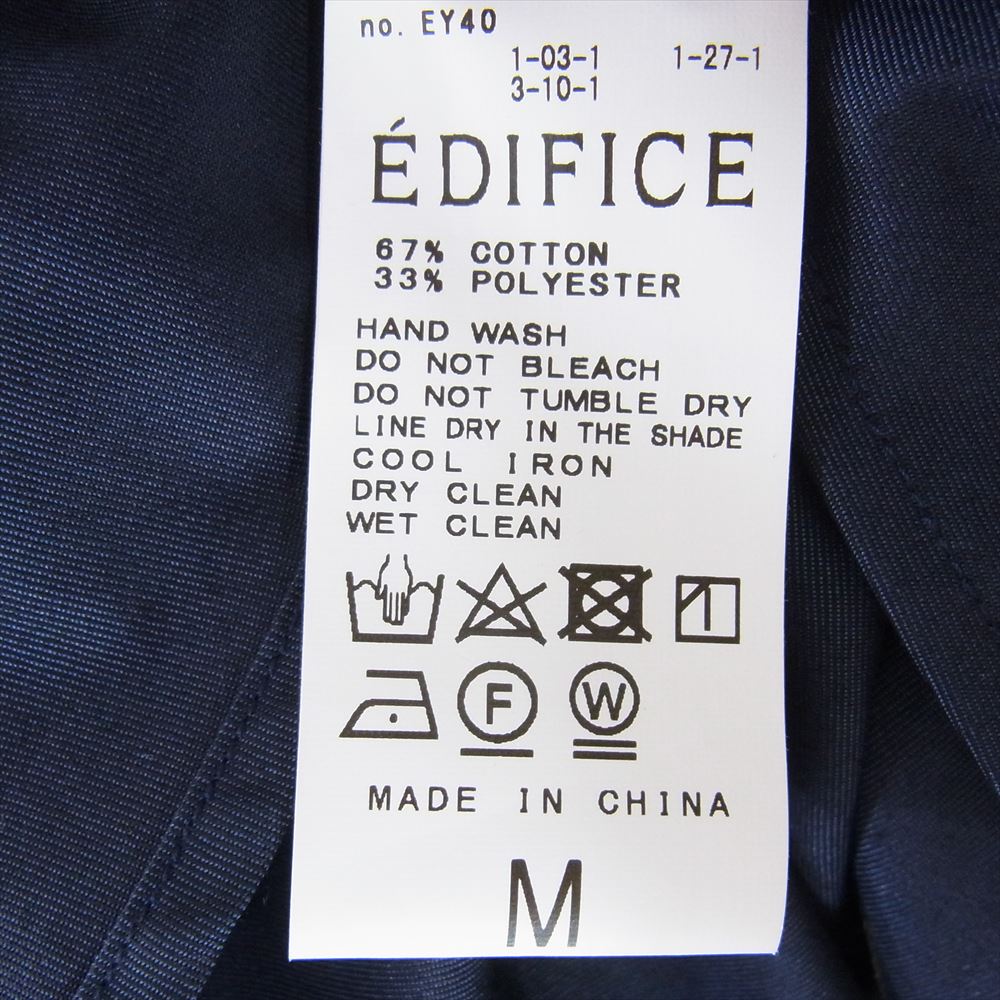 no. EY40
1-03-1 1-27-1
3-10-1
ÉDIFICE
67% COTTON
33% POLYESTER
HAND WASH
DO NOT BLEACH
DO NOT TUMBLE DRY
LINE DRY IN THE SHADE
COOL IRON
DRY CLEAN
WET CLEAN
F W
MADE IN CHINA
M